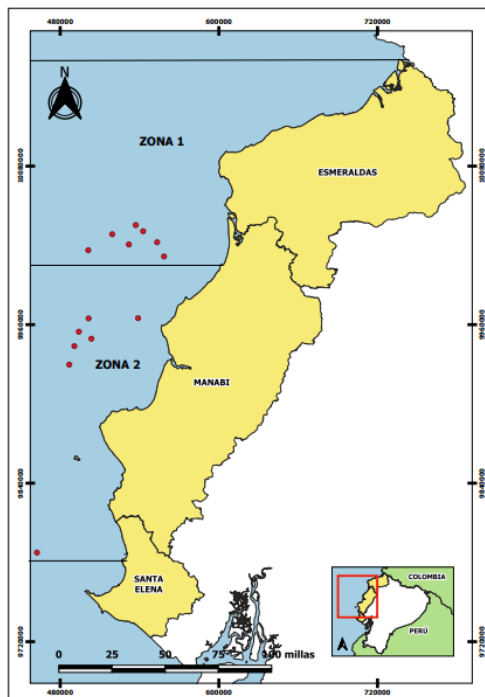 480000 600000 720000
N
ZONA 1
ESMERALDAS
10080000
9960000
ZONA 2
MANABI
9840000
SANTA
ELENA
COLOMBIA
PERÚ
9720000
0 25 50 75 100 millas
480000 600000 720000